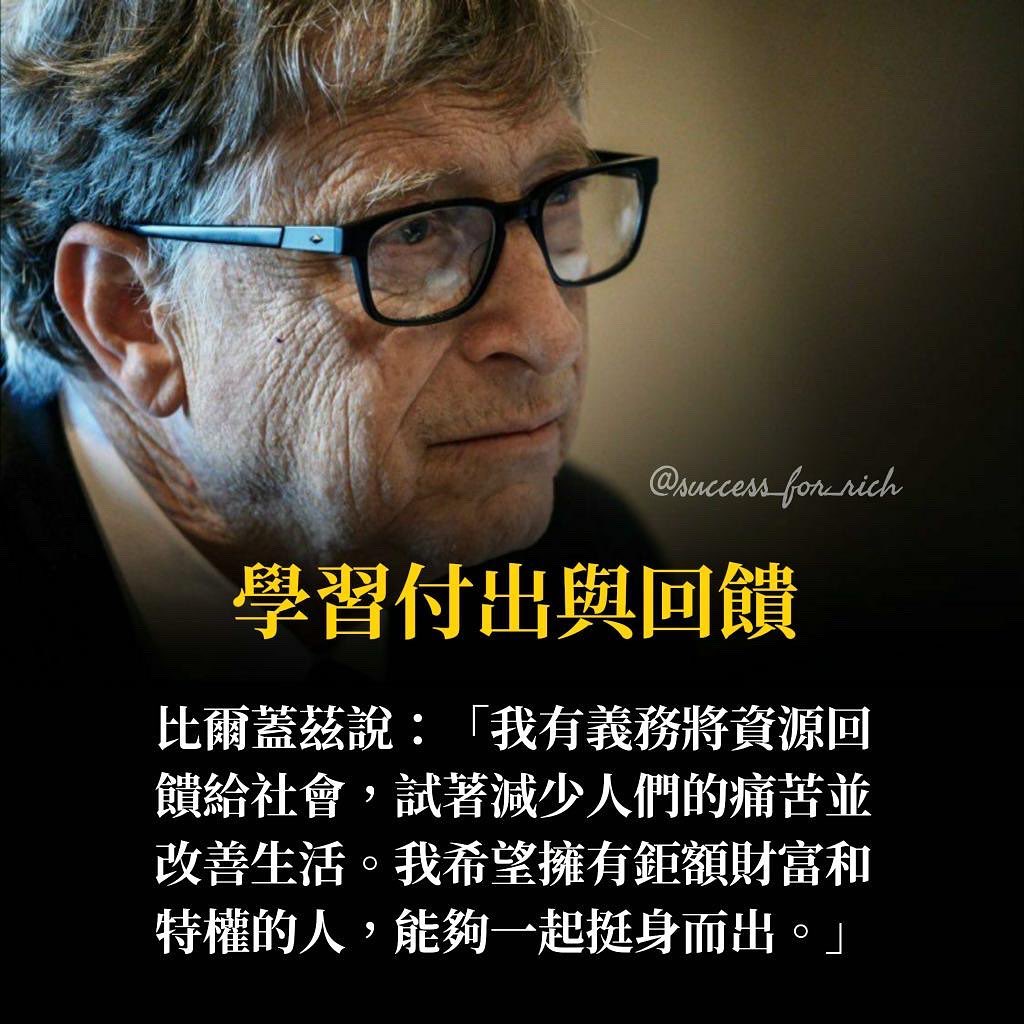 @success_for_rich
學習付出與回饋
比爾蓋茲說：「我有義務將資源回
饋給社會，試著減少人們的痛苦並
改善生活。我希望擁有鉅額財富和
特權的人，能夠一起挺身而出。」